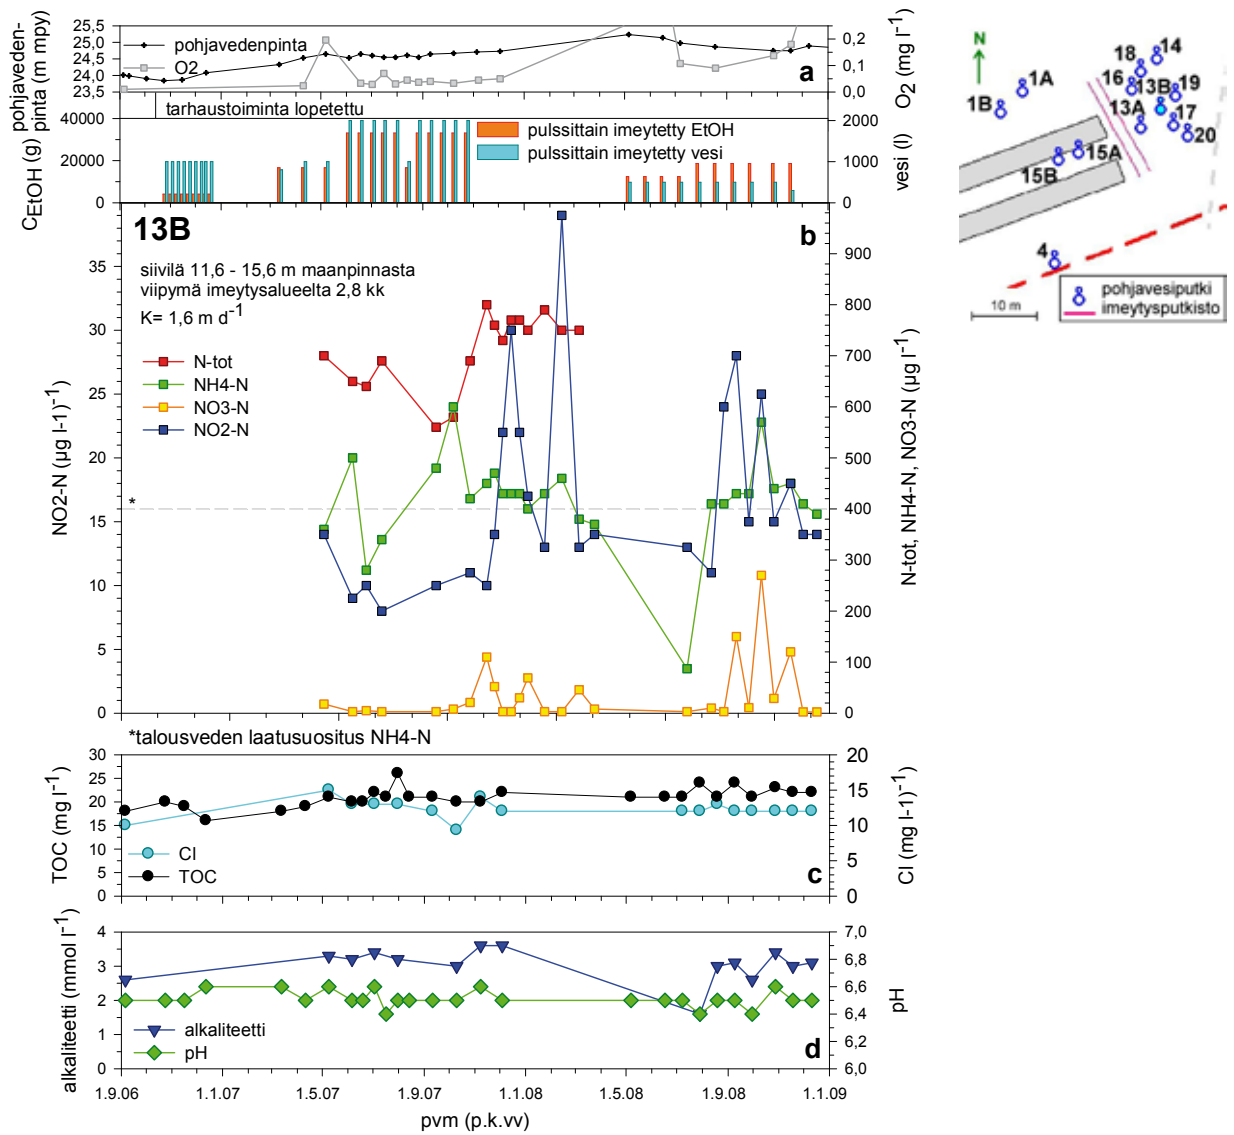 25,5
25,0
24,5
24,0
23,5
pohjaveden-
pinta (m mpy)
pohjavedenpinta
O2
a
0,2
0,1
0,0
O2 (mg l-1)
tarhaustoiminta lopetettu
40000
20000
0
CEtOH (g)
pulssittain imeytetty EtOH
pulssittain imeytetty vesi
2000
1000
0
vesi (l)
13B
b
siivilä 11,6 - 15,6 m maanpinnasta
viipymä imeytysalueelta 2,8 kk
K= 1,6 m d-1
N-tot
NH4-N
NO3-N
NO2-N
*
35
30
25
20
15
10
5
0
NO2-N (µg l-1)-1)
900
800
700
600
500
400
300
200
100
0
N-tot, NH4-N, NO3-N (µg l-1)
*talousveden laatusuositus NH4-N
30
25
20
15
10
5
0
TOC (mg l-1)
Cl
TOC
c
20
15
10
5
0
Cl (mg l-1)-1)
4
3
2
1
0
alkaliteetti (mmol l-1)
alkaliteetti
pH
d
7,0
6,8
6,6
6,4
6,2
6,0
pH
1.9.06
1.1.07
1.5.07
1.9.07
1.1.08
1.5.08
1.9.08
1.1.09
pvm (p.k.vv)
N
1A
1B
18
14
16
13B
19
13A
17
20
15A
15B
4
10 m
pohjavesiputki
imeytysputkisto